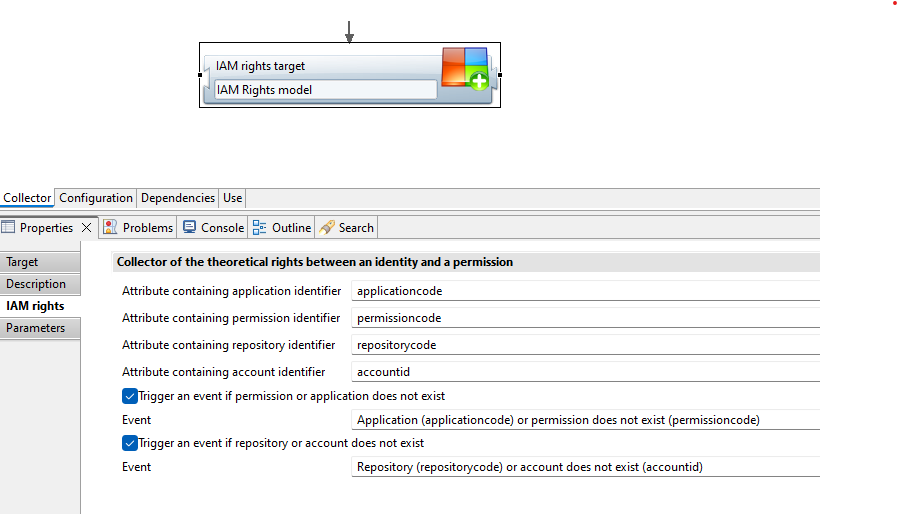 IAM rights target
IAM Rights model
Collector Configuration Dependencies Use
Properties Problems Console Outline Search
Target
Description
IAM rights
Parameters
Collector of the theoretical rights between an identity and a permission
Attribute containing application identifier applicationcode
Attribute containing permission identifier permissioncode
Attribute containing repository identifier repositorycode
Attribute containing account identifier accountid
Trigger an event if permission or application does not exist
Event Application (applicationcode) or permission does not exist (permissioncode)
Trigger an event if repository or account does not exist
Event Repository (repositorycode) or account does not exist (accountid)